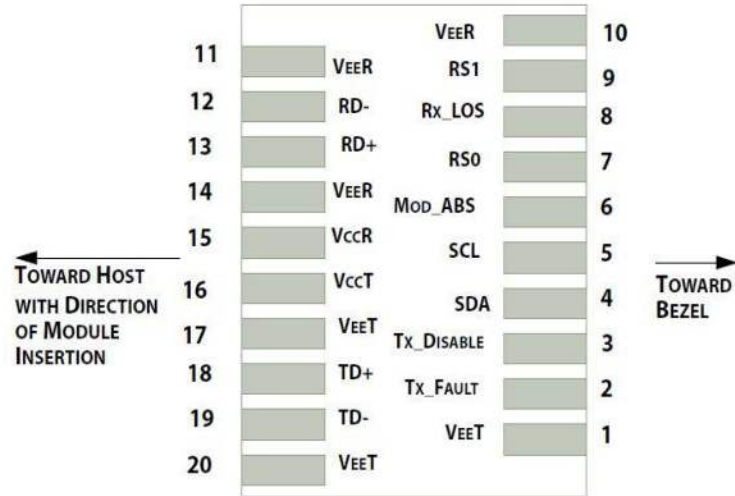 11 VEER
12 RD-
13 RD+
14 VEER
15 VCCR
16 VCCT
17 VEET
18 TD+
19 TD-
20 VEET
VEER 10
RS1 9
RX_LOS 8
RS0 7
MOD_ABS 6
SCL 5
SDA 4
TX_DISABLE 3
TX_FAULT 2
VEET 1
TOWARD HOST
WITH DIRECTION
OF MODULE
INSERTION
TOWARD
BEZEL